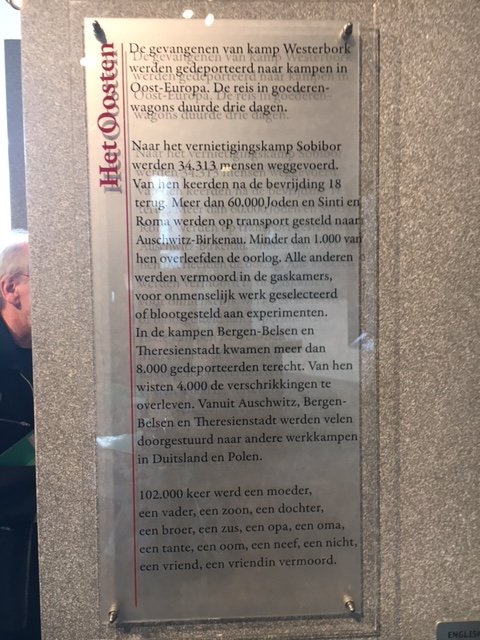 Het Oosten
De gevangenen van kamp Westerbork
werden gedeporteerd naar kampen in
Oost-Europa. De reis in goederen-
wagons duurde drie dagen.
Naar het vernietigingskamp Sobibor
werden 34.313 mensen weggevoerd.
Van hen keerden na de bevrijding 18
terug. Meer dan 60.000 Joden en Sinti en
Roma werden op transport gesteld naar
Auschwitz-Birkenau. Minder dan 1.000 van
hen overleefden de oorlog. Alle anderen
werden vermoord in de gaskamers,
voor onmenselijk werk geselecteerd
of blootgesteld aan experimenten.
In de kampen Bergen-Belsen en
Theresienstadt kwamen meer dan
8.000 gedeporteerden terecht. Van hen
wisten 4.000 de verschrikkingen te
overleven. Vanuit Auschwitz, Bergen-
Belsen en Theresienstadt werden velen
doorgestuurd naar andere werkkampen
in Duitsland en Polen.
102.000 keer werd een moeder,
een vader, een zoon, een dochter,
een broer, een zus, een opa, een oma,
een tante, een oom, een neef, een nicht,
een vriend, een vriendin vermoord.